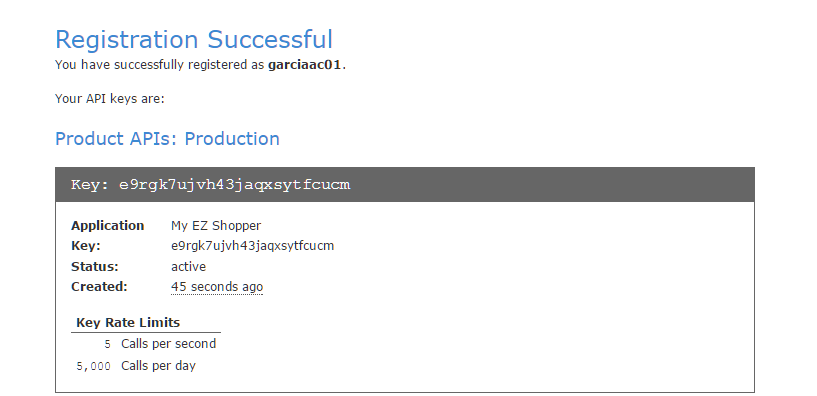 Registration Successful
You have successfully registered as garciaac01.
Your API keys are:
Product APIs: Production
Key: e9rgk7ujvh43jaqxsytfcucm
Application My EZ Shopper
Key: e9rgk7ujvh43jaqxsytfcucm
Status: active
Created: 45 seconds ago
Key Rate Limits
5 Calls per second
5,000 Calls per day